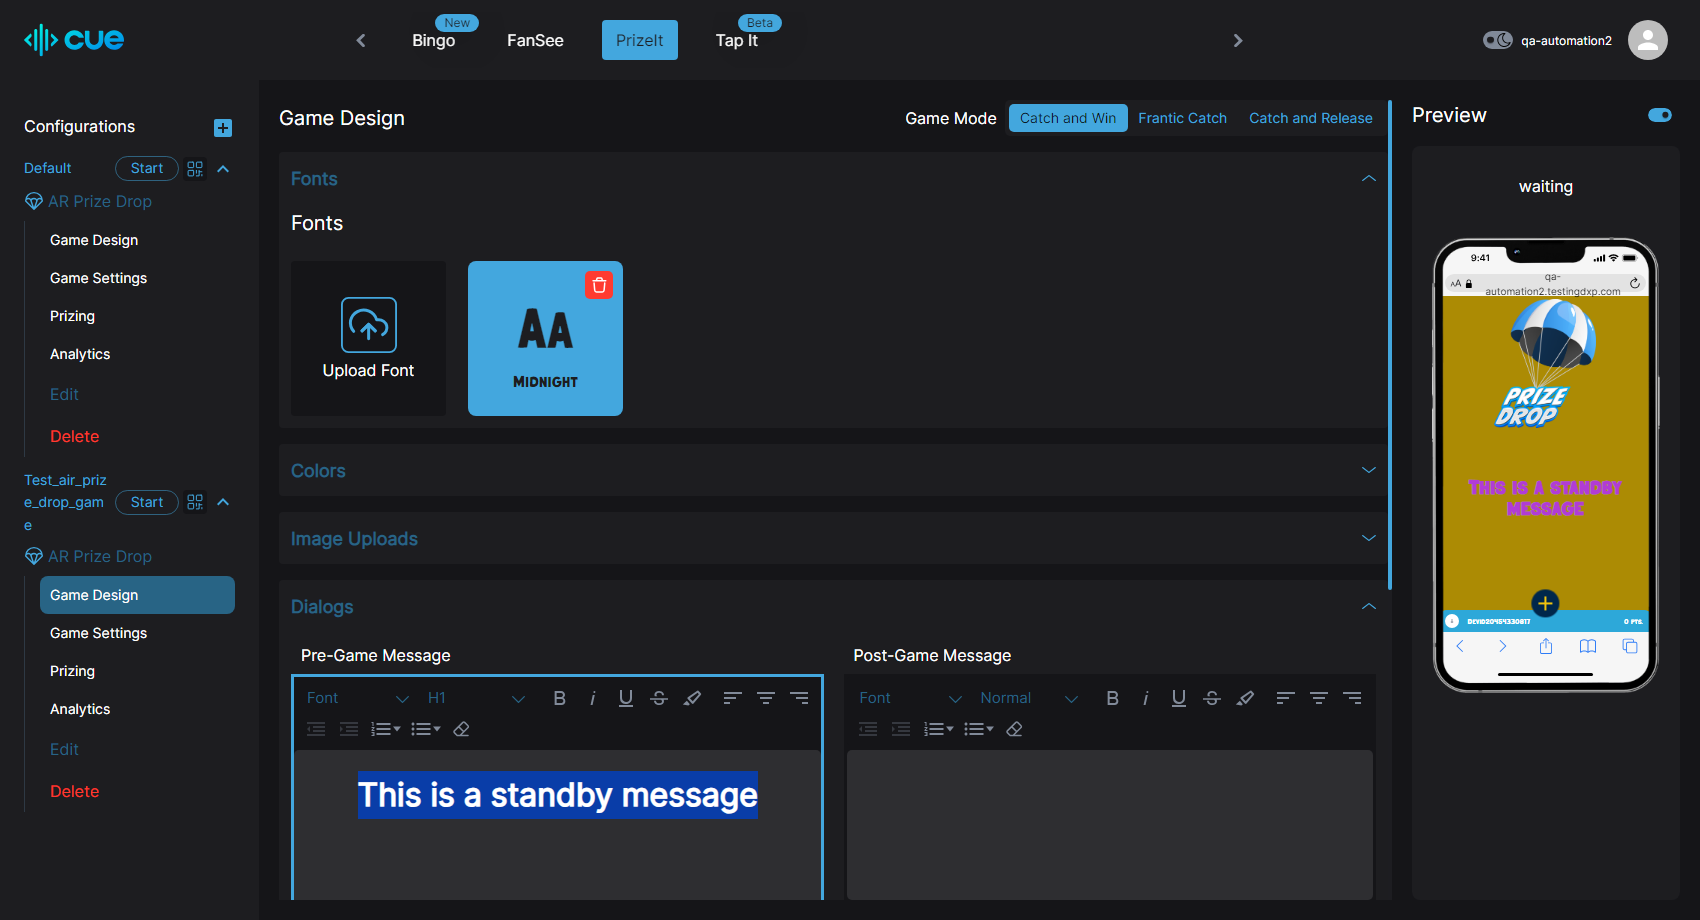 cue
New
Bingo
FanSee
PrizeIt
Beta
Tap It
qa-automation2
Configurations
Default
Start
AR Prize Drop
Game Design
Game Settings
Prizing
Analytics
Edit
Delete
Test_air_priz
e_drop_gam
e
Start
AR Prize Drop
Game Design
Game Settings
Prizing
Analytics
Edit
Delete
Game Design
Game Mode
Catch and Win
Frantic Catch
Catch and Release
Fonts
Fonts
Upload Font
AA
MIDNIGHT
Colors
Image Uploads
Dialogs
Pre-Game Message
Font
H1
B
i
U
S
This is a standby message
Post-Game Message
Font
Normal
B
i
U
S
Preview
waiting
9:41
AA
qa-
automation2.testingdxp.com
PRIZE
DROP
THIS IS A STANDBY
MESSAGE
0 PTS.